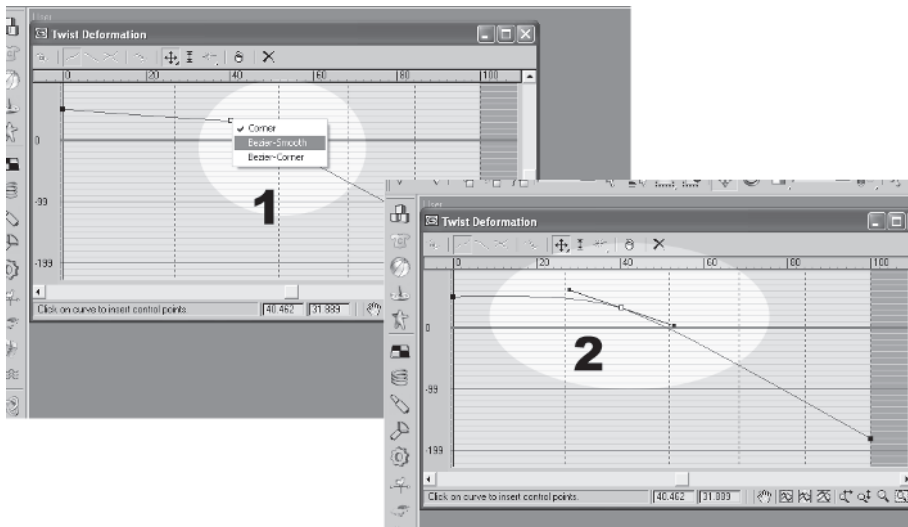 User
Twist Deformation
0 20 40 60 80 100
Corner
Bezier-Smooth
Bezier-Corner
0
-99
-199
1
Click on curve to insert control points.
40.462 31.889
User
Twist Deformation
0 20 40 60 80 100
0
-99
-199
2
Click on curve to insert control points.
40.462 31.889